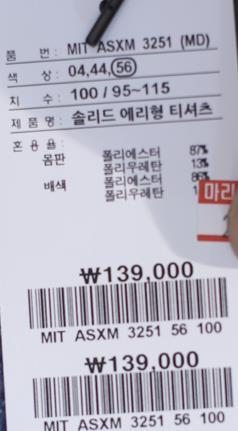 품 번: MIT ASXM 3251 (MD)
색 상: 04,44,56
치 수: 100 / 95~115
제 품 명: 솔리드 에리형 티셔츠
혼 용 율:
몸판 폴리에스터 87%
폴리우레탄 13%
배색 폴리에스터 86%
폴리우레탄
마리
₩139,000
MIT ASXM 3251 56 100
₩139,000
MIT ASXM 3251 56 100